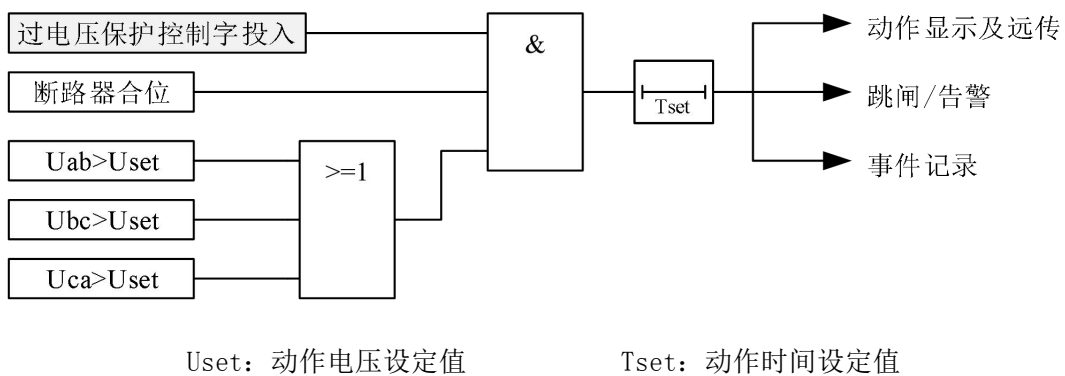 过电压保护控制字投入
断路器合位
Uab>Uset
Ubc>Uset
Uca>Uset
>=1
&
Tset
动作显示及远传
跳闸/告警
事件记录
Uset: 动作电压设定值
Tset: 动作时间设定值